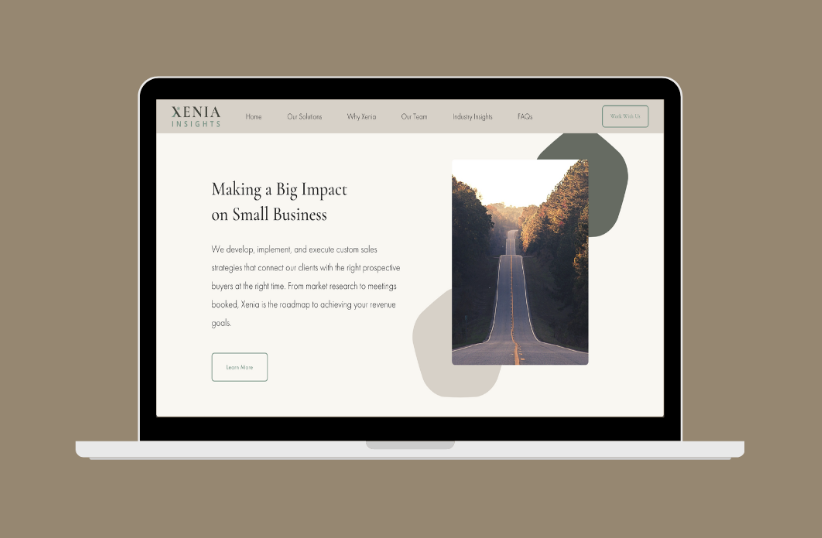 XENIA
INSIGHTS
Home Our Solutions Why Xenia Our Team Industry Insights FAQs Work With Us
Making a Big Impact
on Small Business
We develop, implement, and execute custom sales
strategies that connect our clients with the right prospective
buyers at the right time. From market research to meetings
booked, Xenia is the roadmap to achieving your revenue
goals.
Learn More